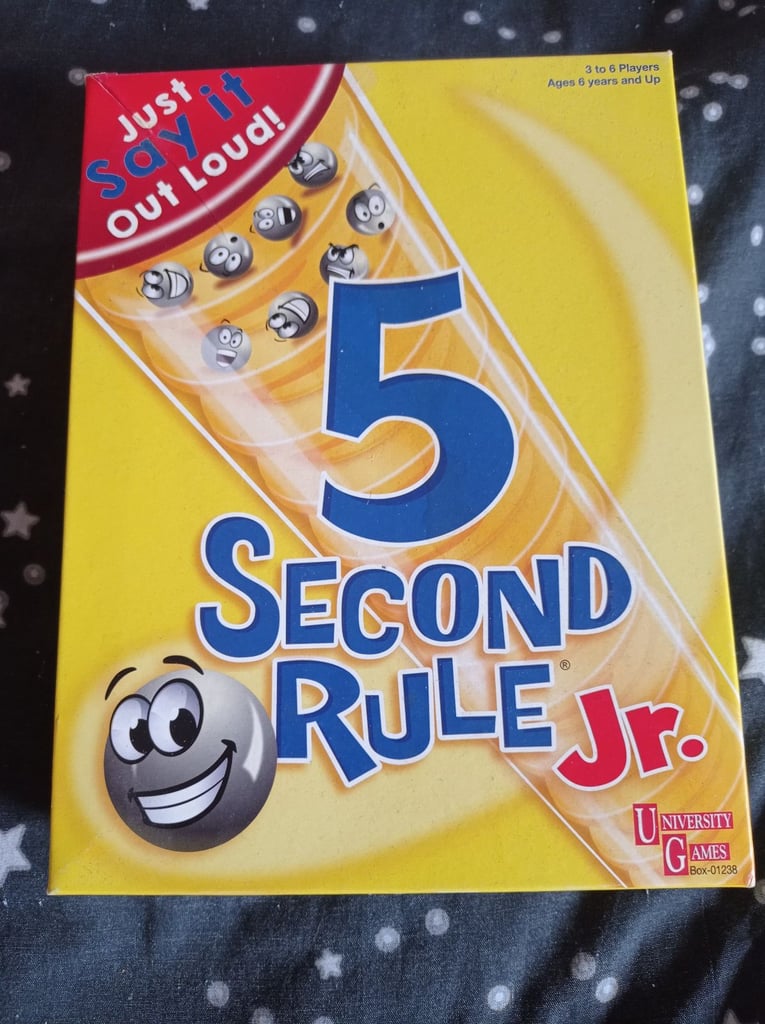 3 to 6 Players
Ages 6 years and Up
Just
Say it
Out Loud!
5
SECOND
RULE®
Jr.
UNIVERSITY
GAMES
Box-01238